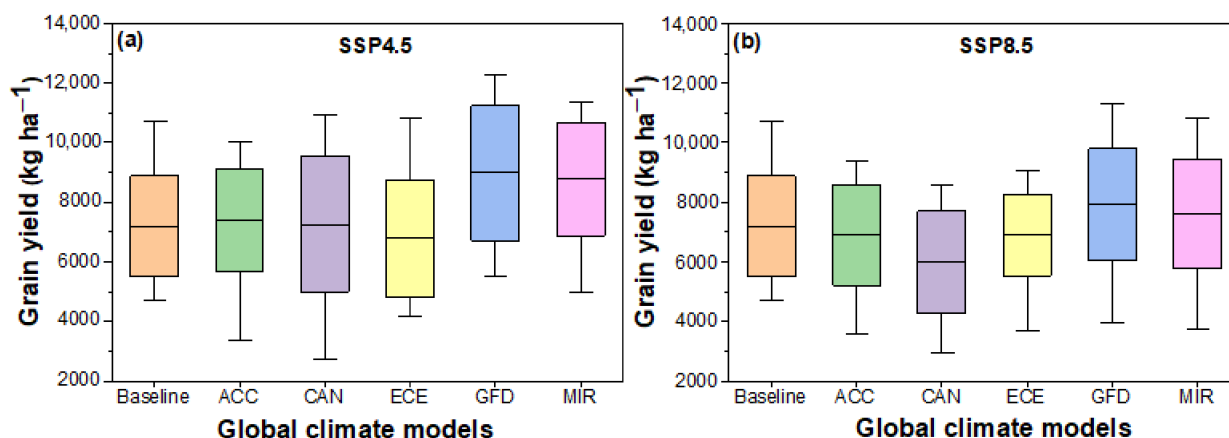 (a)
SSP4.5
14,000
12,000
10,000
8000
6000
4000
2000
Grain yield (kg ha⁻¹)
Baseline ACC CAN ECE GFD MIR
Global climate models
(b)
SSP8.5
14,000
12,000
10,000
8000
6000
4000
2000
Grain yield (kg ha⁻¹)
Baseline ACC CAN ECE GFD MIR
Global climate models